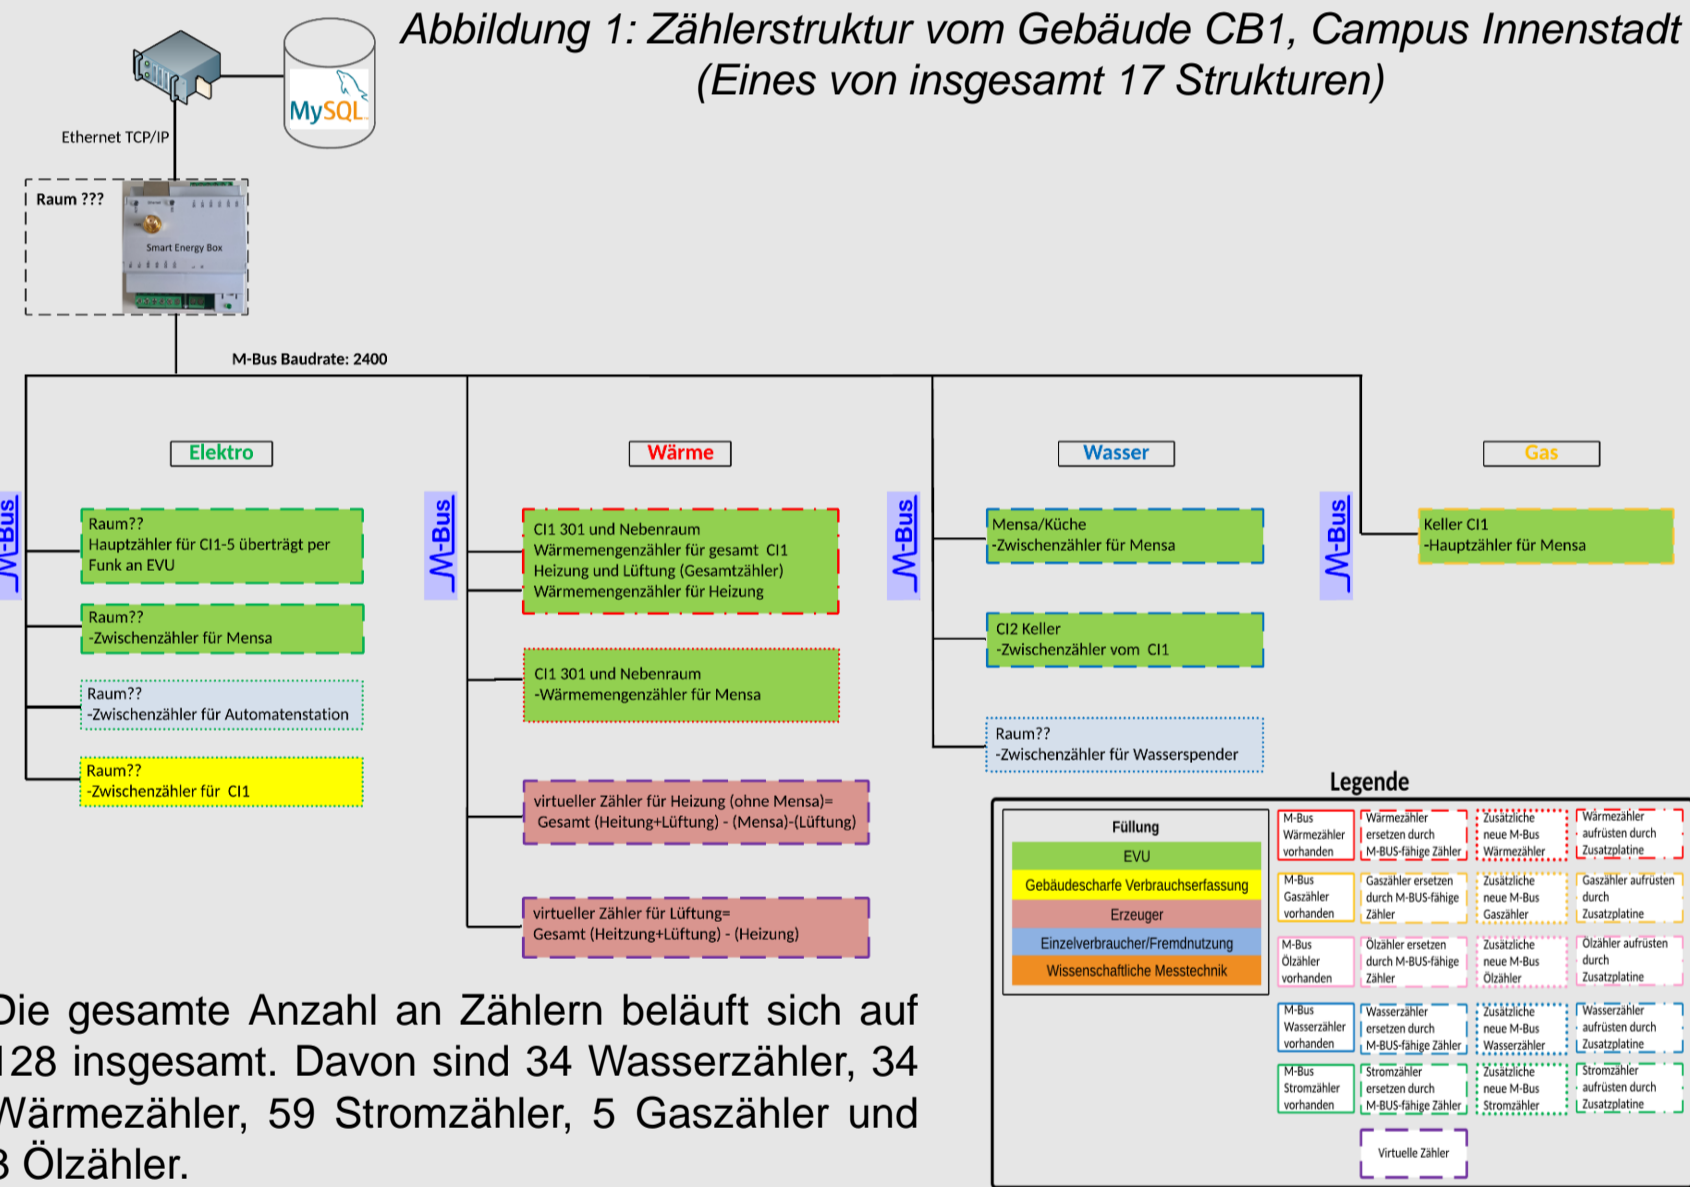 Abbildung 1: Zählerstruktur vom Gebäude CB1, Campus Innenstadt
(Eines von insgesamt 17 Strukturen)
MySQL
Ethernet TCP/IP
Raum ???
Smart Energy Box
M-Bus Baudrate: 2400
Elektro
M-Bus
Raum??
Hauptzähler für CI1-5 überträgt per
Funk an EVU
Raum??
-Zwischenzähler für Mensa
Raum??
-Zwischenzähler für Automatenstation
Raum??
-Zwischenzähler für CI1
Wärme
M-Bus
CI1 301 und Nebenraum
Wärmemengenzähler für gesamt CI1
Heizung und Lüftung (Gesamtzähler)
Wärmemengenzähler für Heizung
CI1 301 und Nebenraum
-Wärmemengenzähler für Mensa
virtueller Zähler für Heizung (ohne Mensa)=
Gesamt (Heitung+Lüftung) - (Mensa)-(Lüftung)
virtueller Zähler für Lüftung=
Gesamt (Heitzung+Lüftung) - (Heizung)
Wasser
M-Bus
Mensa/Küche
-Zwischenzähler für Mensa
CI2 Keller
-Zwischenzähler vom CI1
Raum??
-Zwischenzähler für Wasserspender
Gas
M-Bus
Keller CI1
-Hauptzähler für Mensa
Legende
Füllung
EVU
Gebäudescharfe Verbrauchserfassung
Erzeuger
Einzelverbraucher/Fremdnutzung
Wissenschaftliche Messtechnik
M-Bus
Wärmezähler
vorhanden
Wärmezähler
ersetzen durch
M-BUS-fähige Zähler
Zusätzliche
neue M-Bus
Wärmezähler
Wärmezähler
aufrüsten durch
Zusatzplatine
M-Bus
Gaszähler
vorhanden
Gaszähler ersetzen
durch M-BUS-fähige
Zähler
Zusätzliche
neue M-Bus
Gaszähler
Gaszähler aufrüsten
durch
Zusatzplatine
M-Bus
Ölzähler
vorhanden
Ölzähler ersetzen
durch M-BUS-fähige
Zähler
Zusätzliche
neue M-Bus
Ölzähler
Ölzähler aufrüsten
durch
Zusatzplatine
M-Bus
Wasserzähler
vorhanden
Wasserzähler
ersetzen durch
M-BUS-fähige Zähler
Zusätzliche
neue M-Bus
Wasserzähler
Wasserzähler
aufrüsten durch
Zusatzplatine
M-Bus
Stromzähler
vorhanden
Stromzähler
ersetzen durch
M-BUS-fähige Zähler
Zusätzliche
neue M-Bus
Stromzähler
Stromzähler
aufrüsten durch
Zusatzplatine
Virtuelle Zähler
Die gesamte Anzahl an Zählern beläuft sich auf
128 insgesamt. Davon sind 34 Wasserzähler, 34
Wärmezähler, 59 Stromzähler, 5 Gaszähler und
Ölzähler.